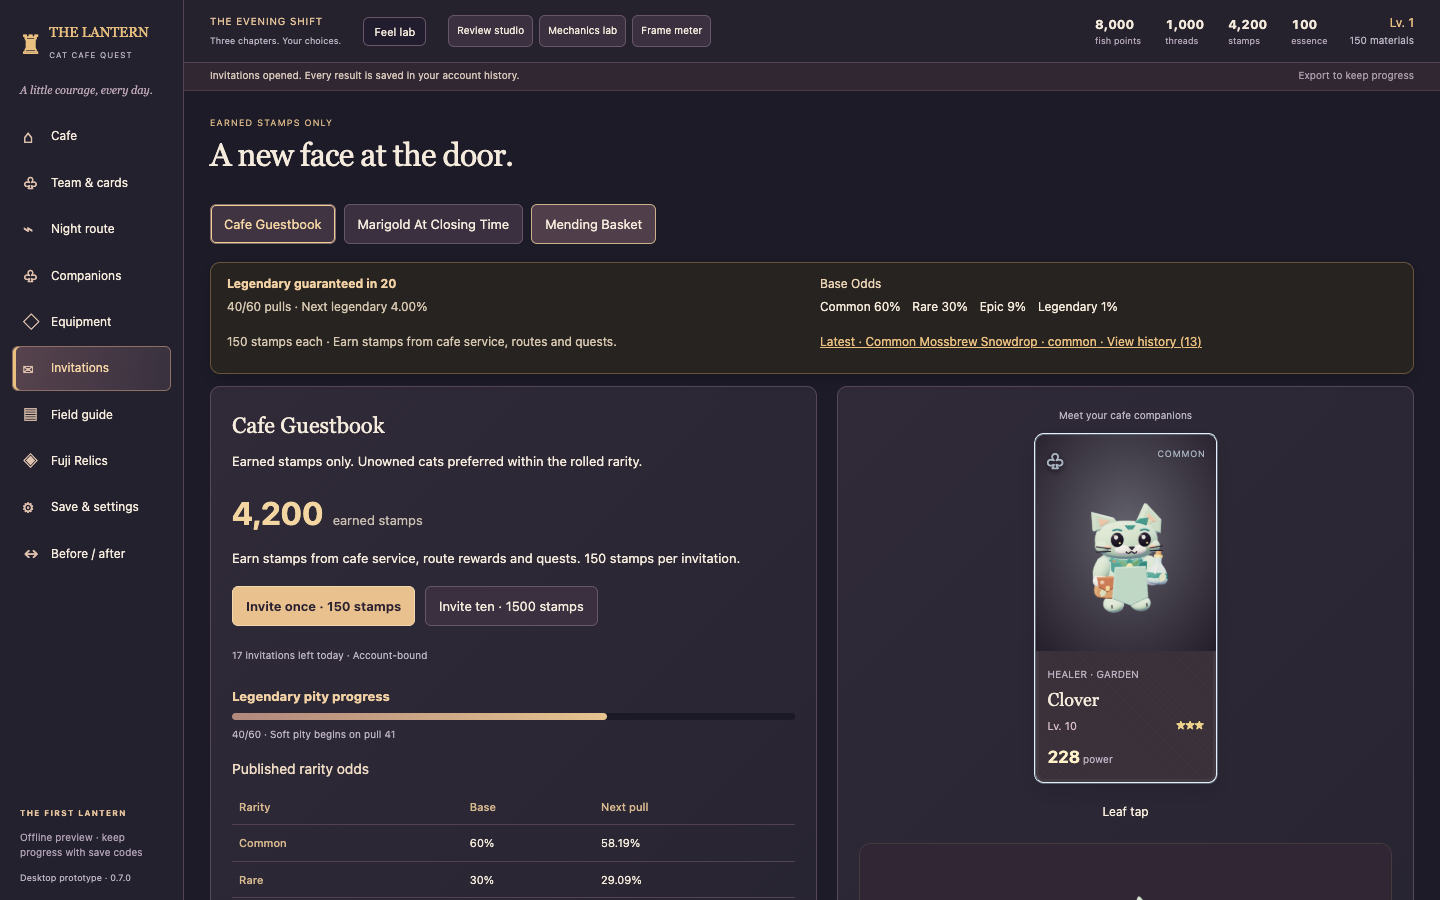 THE LANTERN
CAT CAFE QUEST
A little courage, every day.
Cafe
Team & cards
Night route
Companions
Equipment
Invitations
Field guide
Fuji Relics
Save & settings
Before / after
THE FIRST LANTERN
Offline preview · keep
progress with save codes
Desktop prototype · 0.7.0
THE EVENING SHIFT
Three chapters. Your choices.
Feel lab
Review studio
Mechanics lab
Frame meter
8,000
fish points
1,000
threads
4,200
stamps
100
essence
Lv. 1
150 materials
Invitations opened. Every result is saved in your account history.
Export to keep progress
EARNED STAMPS ONLY
A new face at the door.
Cafe Guestbook
Marigold At Closing Time
Mending Basket
Legendary guaranteed in 20
40/60 pulls · Next legendary 4.00%
150 stamps each · Earn stamps from cafe service, routes and quests.
Base Odds
Common 60% Rare 30% Epic 9% Legendary 1%
Latest · Common Mossbrew Snowdrop · common · View history (13)
Cafe Guestbook
Earned stamps only. Unowned cats preferred within the rolled rarity.
4,200 earned stamps
Earn stamps from cafe service, route rewards and quests. 150 stamps per invitation.
Invite once · 150 stamps
Invite ten · 1500 stamps
17 invitations left today · Account-bound
Legendary pity progress
40/60 · Soft pity begins on pull 41
Published rarity odds
Rarity Base Next pull
Common 60% 58.19%
Rare 30% 29.09%
Meet your cafe companions
COMMON
HEALER · GARDEN
Clover
Lv. 10
228 power
Leaf tap